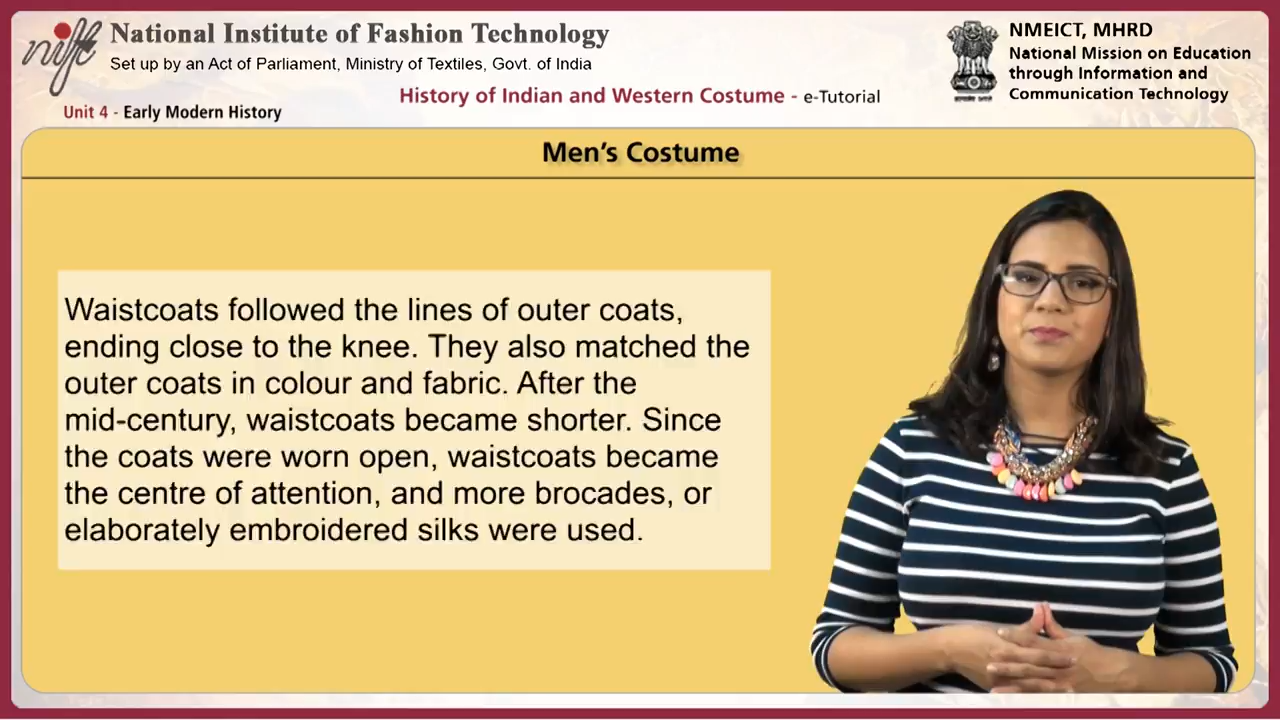 nift
National Institute of Fashion Technology
Set up by an Act of Parliament, Ministry of Textiles, Govt. of India
NMEICT, MHRD
National Mission on Education
through Information and
Communication Technology
History of Indian and Western Costume - e-Tutorial
Unit 4 - Early Modern History
Men's Costume
Waistcoats followed the lines of outer coats,
ending close to the knee. They also matched the
outer coats in colour and fabric. After the
mid-century, waistcoats became shorter. Since
the coats were worn open, waistcoats became
the centre of attention, and more brocades, or
elaborately embroidered silks were used.